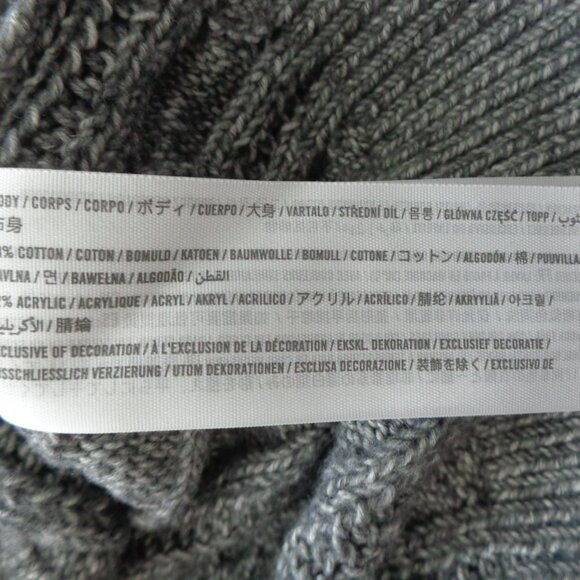 ODY / CORPS / CORPO / ボディ / CUERPO / 大身 / VARTALO / STŘEDNÍ DÍL / 몸통 / GŁÓWNA CZĘŚĆ / TOPP /
身
% COTTON / COTON / BOMULD / KATOEN / BAUMWOLLE / BOMULL / COTONE / コットン / ALGODÓN / 棉 / PUUVILLA
AVLNA / 면 / BAWEŁNA / ALGODÃO / القطن
2% ACRYLIC / ACRYLIQUE / ACRYL / AKRYL / ACRILICO / アクリル / ACRÍLICO / 腈纶 / AKRYYLIÄ / 아크릴 /
الأكريلي / 腈綸
CLUSIVE OF DECORATION / À L'EXCLUSION DE LA DÉCORATION / EKSKL. DEKORATION / EXCLUSIEF DECORATIE /
SSCHLIESSLICH VERZIERUNG / UTOM DEKORATIONEN / ESCLUSA DECORAZIONE / 装飾を除く / EXCLUSIVO DE